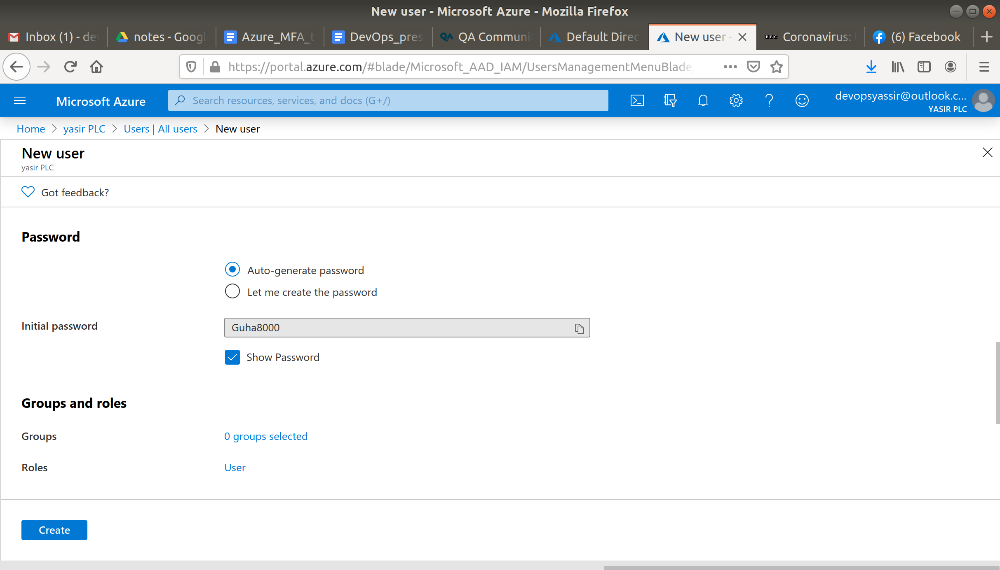 New user - Microsoft Azure - Mozilla Firefox
Inbox (1) - dev
notes - Googl
Azure_MFA_t
DevOps_pres
QA Communi
Default Direc
New user -
BBC Coronavirus:
(6) Facebook
https://portal.azure.com/#blade/Microsoft_AAD_IAM/UsersManagementMenuBlade/
Microsoft Azure
Search resources, services, and docs (G+/)
devopsyassir@outlook.c...
YASIR PLC
Home > yasir PLC > Users | All users > New user
New user
yasir PLC
Got feedback?
Password
Auto-generate password
Let me create the password
Initial password
Guha8000
Show Password
Groups and roles
Groups
0 groups selected
Roles
User
Create